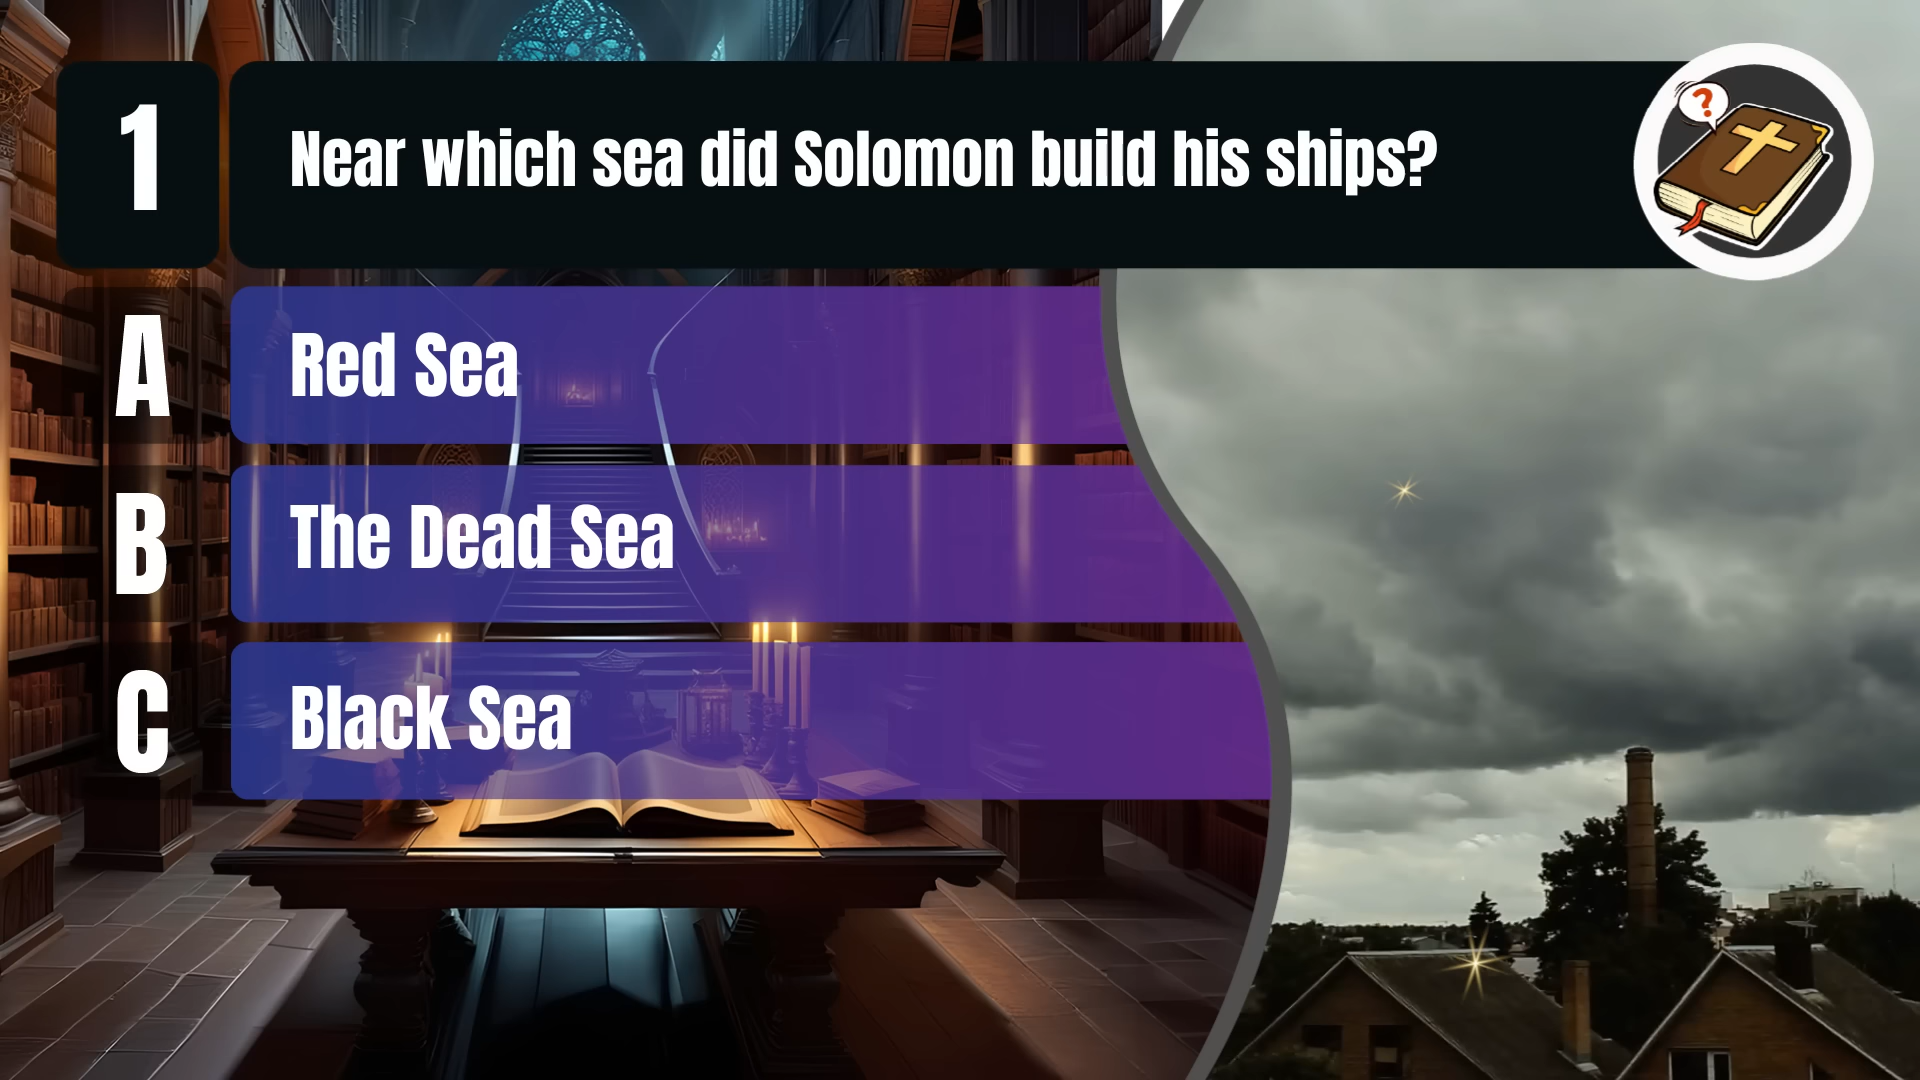 1
Near which sea did Solomon build his ships?
?
A
Red Sea
B
The Dead Sea
C
Black Sea